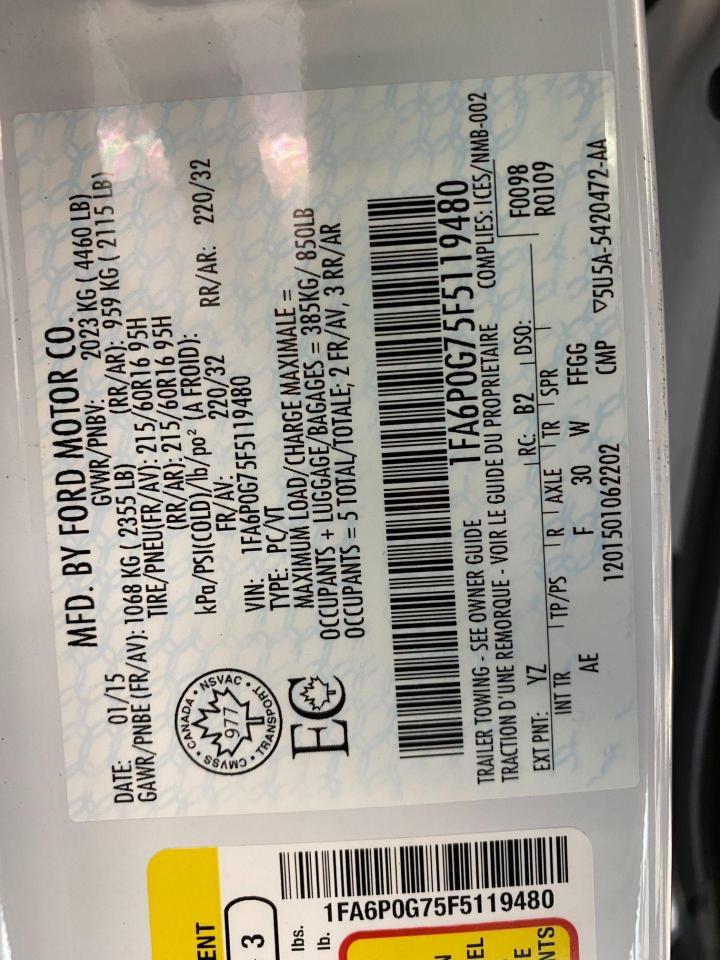 MFD. BY FORD MOTOR CO.
DATE: 01/15 GVWR/PNBV: 2023 KG ( 4460 LB)
GAWR/PNBE (FR/AV): 1068 KG ( 2355 LB) (RR/AR): 959 KG ( 2115 LB)
TIRE/PNEU(FR/AV): 215/60R16 95H
(RR/AR): 215/60R16 95H
kPa/PSI(COLD)/lb/po² (A FROID):
FR/AV: 220/32 RR/AR: 220/32
VIN: 1FA6P0G75F5119480
TYPE: PC/VT
MAXIMUM LOAD/CHARGE MAXIMALE =
OCCUPANTS + LUGGAGE/BAGAGES = 385KG/ 850LB
OCCUPANTS = 5 TOTAL/TOTALE; 2 FR/AV, 3 RR/AR
CANADA • NSVAC • TRANSPORT • CMVSS •
977
EC
1FA6P0G75F5119480
TRAILER TOWING - SEE OWNER GUIDE COMPLIES: ICES/NMB-002
TRACTION D'UNE REMORQUE - VOIR LE GUIDE DU PROPRIETAIRE
EXT PNT: YZ RC: B2 DSO: F0098
R0109
INT TR TP/PS R AXLE TR SPR
AE F 30 W FFGG
1201501062202 CMP ▽5U5A-5420472-AA
1FA6P0G75F5119480
ENT
3
lbs.
lb.
N
EL
E
NTS